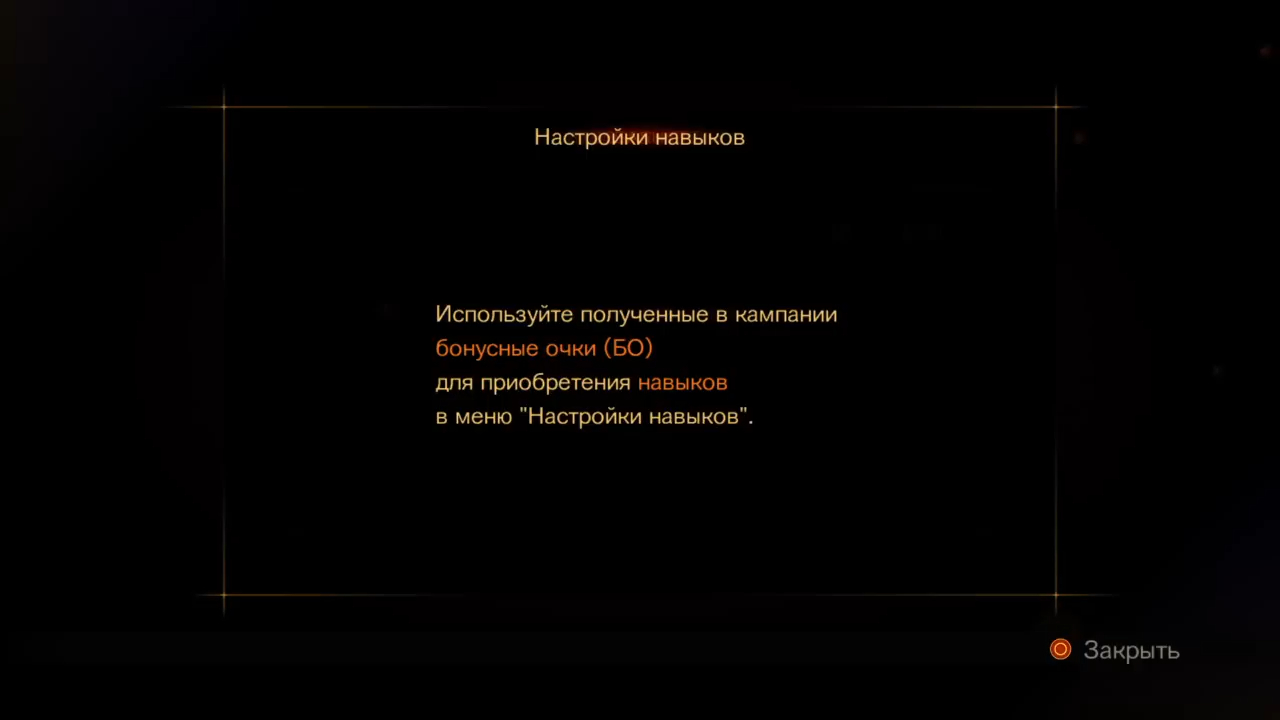 Настройки навыков
Используйте полученные в кампании
бонусные очки (БО)
для приобретения навыков
в меню "Настройки навыков".
Закрыть